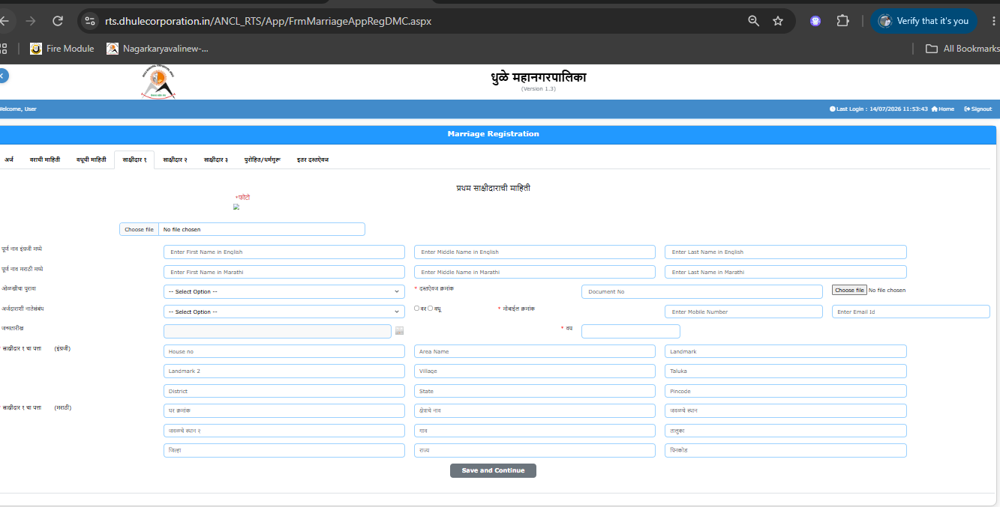 rts.dhulecorporation.in/ANCL_RTS/App/FrmMarriageAppRegDMC.aspx
Verify that it's you
Fire Module
Nagarkaryavalinew-...
All Bookmarks
धुळे महानगरपालिका
(Version 1.3)
Welcome, User
Last Login : 14/07/2026 11:53:43 Home Signout
Marriage Registration
अर्ज वराची माहिती वधूची माहिती साक्षीदार १ साक्षीदार २ साक्षीदार ३ पुरोहित/धर्मगुरू इतर दस्तऐवज
प्रथम साक्षीदाराची माहिती
*फोटो
Choose file No file chosen
पूर्ण नाव इंग्रजी मध्ये Enter First Name in English Enter Middle Name in English Enter Last Name in English
पूर्ण नाव मराठी मध्ये Enter First Name in Marathi Enter Middle Name in Marathi Enter Last Name in Marathi
ओळखीचा पुरावा -- Select Option -- * दस्तऐवज क्रमांक Document No Choose file No file chosen
अर्जदाराशी नातेसंबंध -- Select Option -- वर वधू * मोबाईल क्रमांक Enter Mobile Number Enter Email Id
जन्मतारीख * वय
साक्षीदार १ चा पत्ता (इंग्रजी) House no Area Name Landmark
Landmark 2 Village Taluka
District State Pincode
साक्षीदार १ चा पत्ता (मराठी) घर क्रमांक क्षेत्राचे नाव जवळचे स्थान
जवळचे स्थान २ गाव तालुका
जिल्हा राज्य पिनकोड
Save and Continue